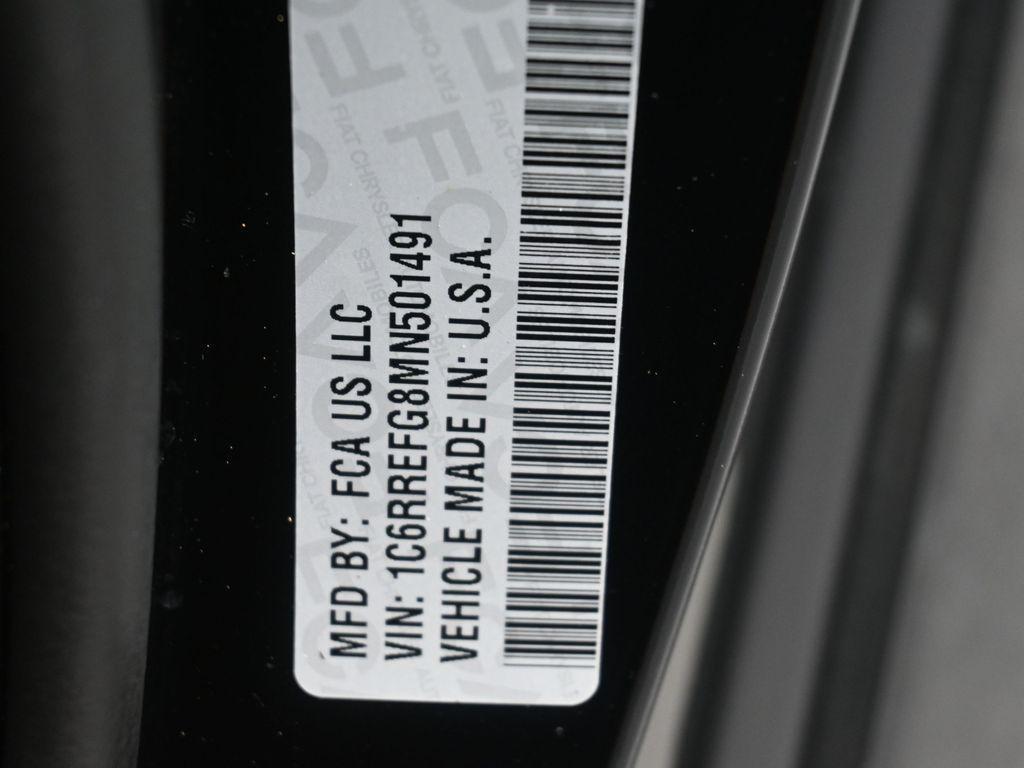 MFD BY: FCA US LLC
VIN: 1C6RREFG8MN501491
VEHICLE MADE IN: U.S.A.